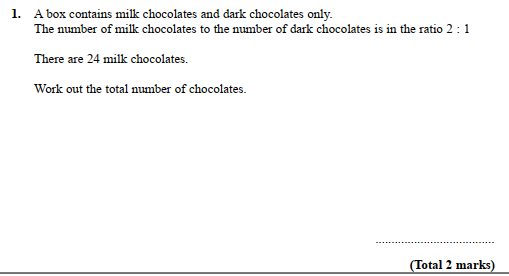 1. A box contains milk chocolates and dark chocolates only.
The number of milk chocolates to the number of dark chocolates is in the ratio 2 : 1
There are 24 milk chocolates.
Work out the total number of chocolates.
.....................................
(Total 2 marks)